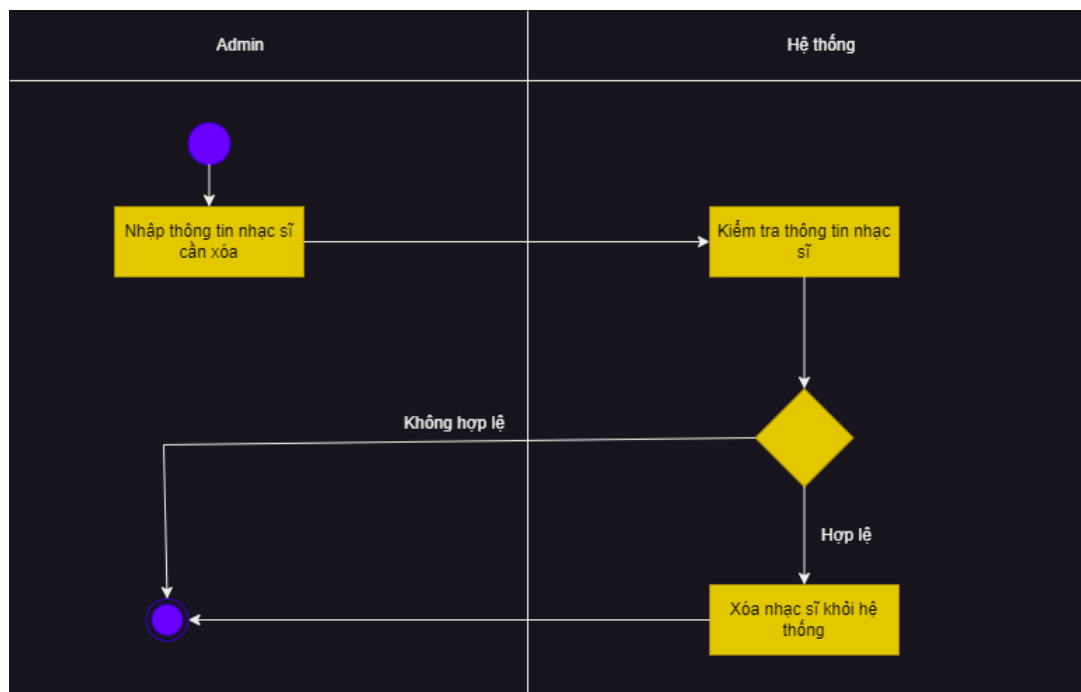 Admin
Hệ thống
Nhập thông tin nhạc sĩ
cần xóa
Kiểm tra thông tin nhạc
sĩ
Không hợp lệ
Hợp lệ
Xóa nhạc sĩ khỏi hệ
thống